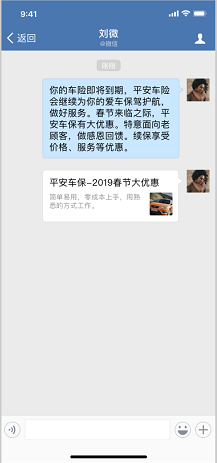 9:41
返回
刘微
@微信
刚刚
你的车险即将到期，平安车险
会继续为你的爱车保驾护航，
做好服务。春节来临之际，平
安车保有大优惠。特意面向老
顾客，做感恩回馈。续保享受
价格、服务等优惠。
平安车保-2019春节大优惠
简单易用，零成本上手，用熟
悉的方式工作。